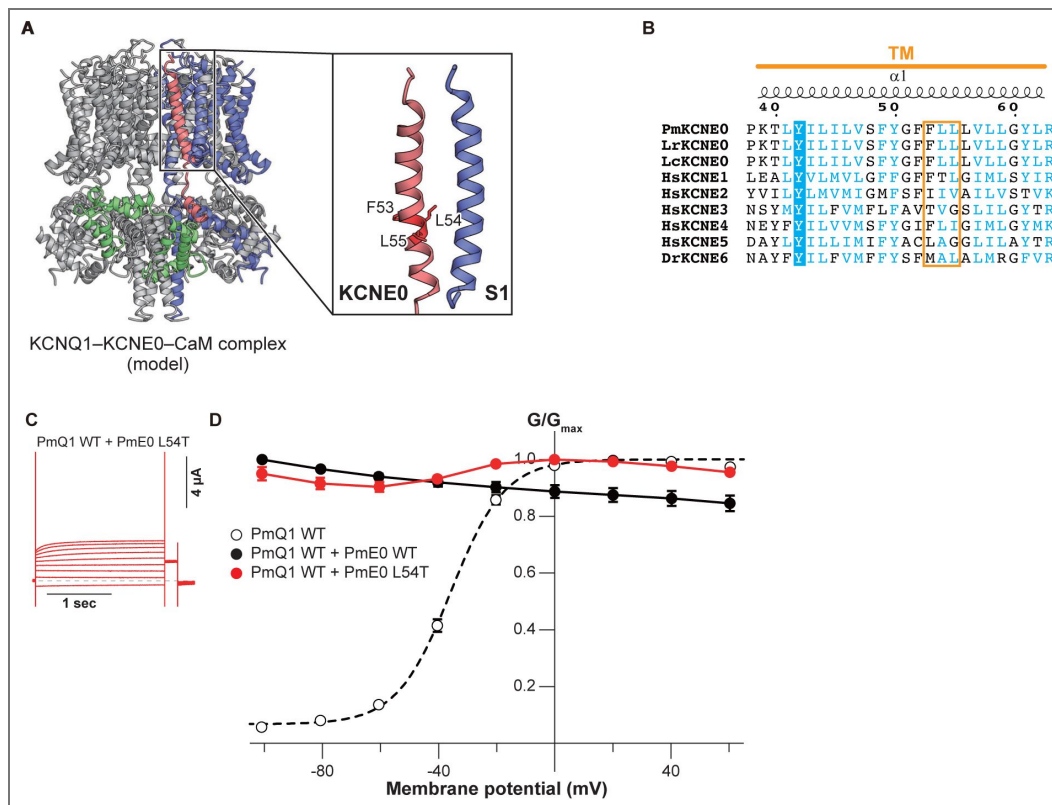 A
F53
L54
L55
KCNE0
S1
KCNQ1–KCNE0–CaM complex
(model)
B
TM
α1
40 50 60
PmKCNE0 PKTLYILILVSFYGFFLLLVLLGYLR
LrKCNE0 PKTLYILILVSFYGFFLLLVLLGYLR
LcKCNE0 PKTLYILILVSFYGFFLLLVLLGYLR
HsKCNE1 LEALYVLMVLGFFGFFTLGIMLSYIR
HsKCNE2 YVILYLMVMIGMFSFIIVAILVSTVK
HsKCNE3 NSYMYILFVMFLFAVTVGSLILGYTR
HsKCNE4 NEYFYILVVMSFYGIFLIGIMLGYMK
HsKCNE5 DAYLYILLIMIFYACLAGGLILAYTR
DrKCNE6 NAYFYILFVMFFYSFMALALMRGFVR
C
PmQ1 WT + PmE0 L54T
4 µA
1 sec
D
G/Gmax
1.0
0.8
0.6
0.4
0.2
PmQ1 WT
PmQ1 WT + PmE0 WT
PmQ1 WT + PmE0 L54T
-80 -40 0 40
Membrane potential (mV)